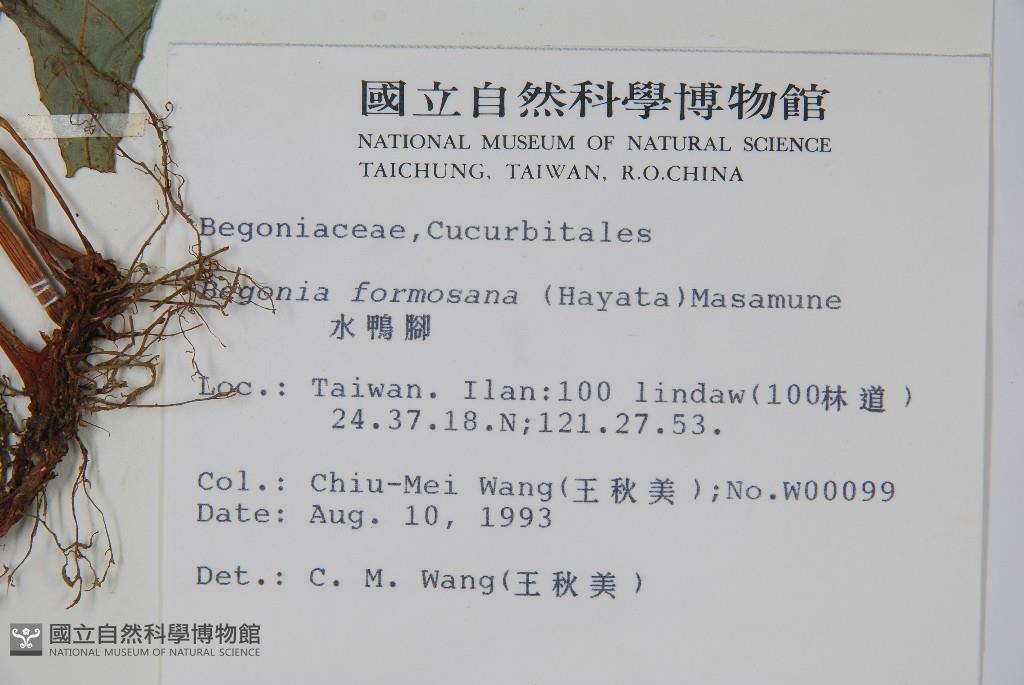 國立自然科學博物館
NATIONAL MUSEUM OF NATURAL SCIENCE
TAICHUNG, TAIWAN, R.O.CHINA
Begoniaceae,Cucurbitales
Begonia formosana (Hayata)Masamune
水鴨腳
Loc.: Taiwan. Ilan:100 lindaw(100林道)
24.37.18.N;121.27.53.
Col.: Chiu-Mei Wang(王秋美);No.W00099
Date: Aug. 10, 1993
Det.: C. M. Wang(王秋美)
國立自然科學博物館
NATIONAL MUSEUM OF NATURAL SCIENCE